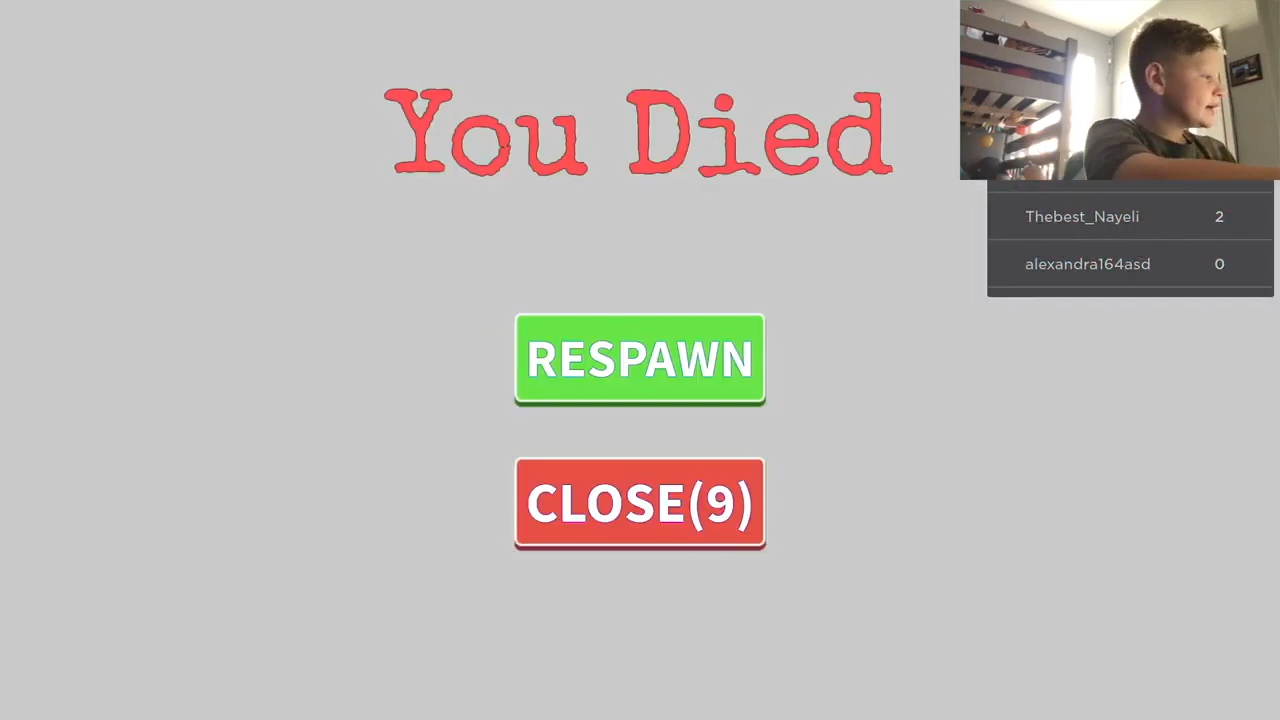 You Died
Thebest_Nayeli 2
alexandra164asd 0
RESPAWN
CLOSE(9)